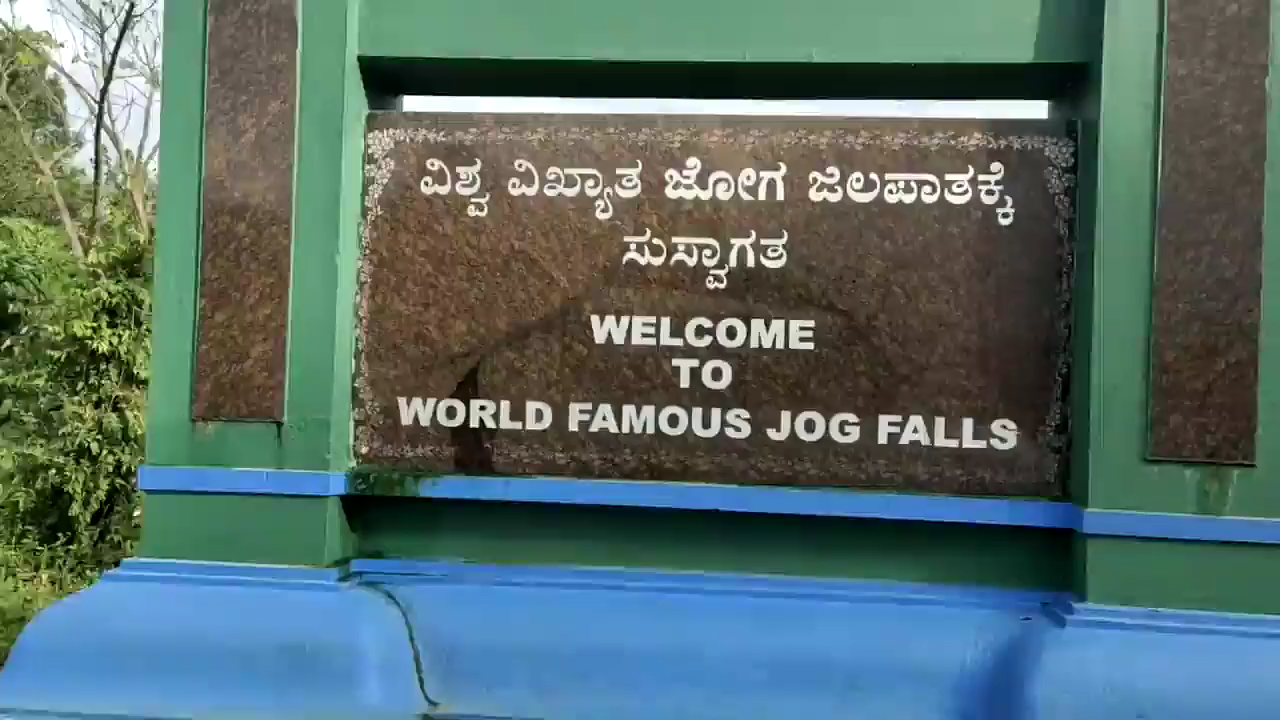 ವಿಶ್ವ ವಿಖ್ಯಾತ ಜೋಗ ಜಲಪಾತಕ್ಕೆ
ಸುಸ್ವಾಗತ
WELCOME
TO
WORLD FAMOUS JOG FALLS